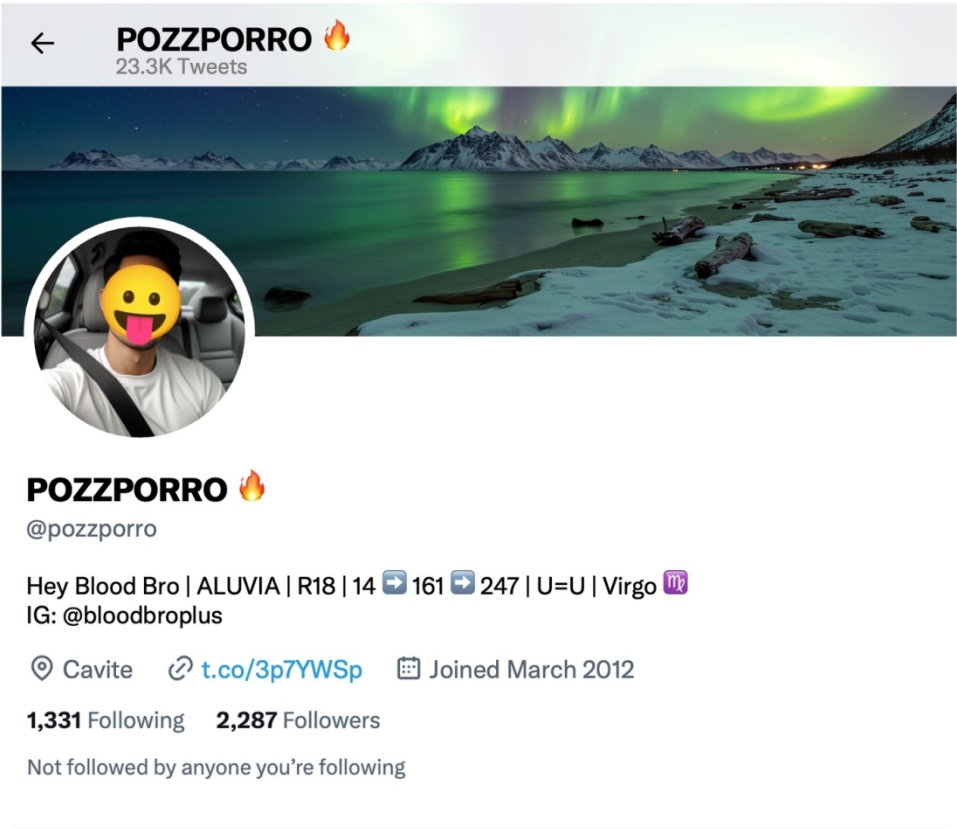 POZZPORRO 🔥
23.3K Tweets
POZZPORRO 🔥
@pozzporro
Hey Blood Bro | ALUVIA | R18 | 14 ➡️ 161 ➡️ 247 | U=U | Virgo ♍
IG: @bloodbroplus
Cavite t.co/3p7YWSp Joined March 2012
1,331 Following 2,287 Followers
Not followed by anyone you’re following